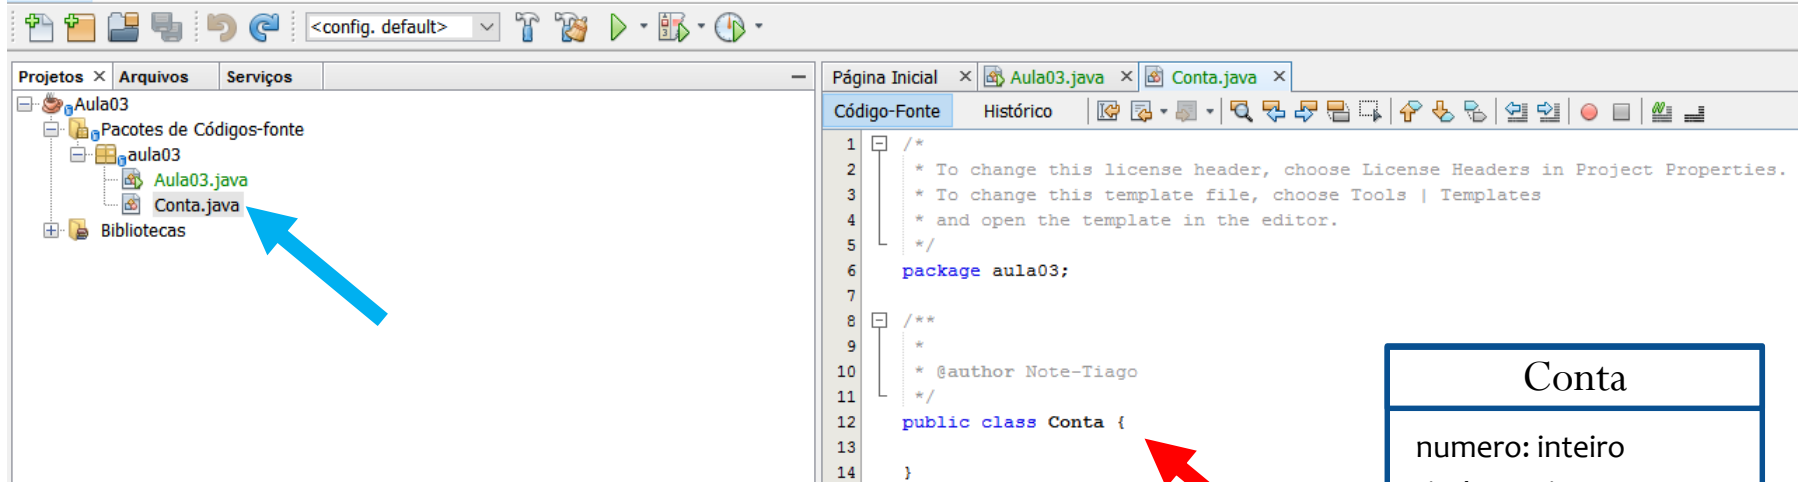 <config. default>
Projetos Arquivos Serviços
Aula03
Pacotes de Códigos-fonte
aula03
Aula03.java
Conta.java
Bibliotecas
Página Inicial Aula03.java Conta.java
Código-Fonte Histórico
1 /*
2 * To change this license header, choose License Headers in Project Properties.
3 * To change this template file, choose Tools | Templates
4 * and open the template in the editor.
5 */
6 package aula03;
7
8 /**
9 *
10 * @author Note-Tiago
11 */
12 public class Conta {
13
14 }
Conta
numero: inteiro